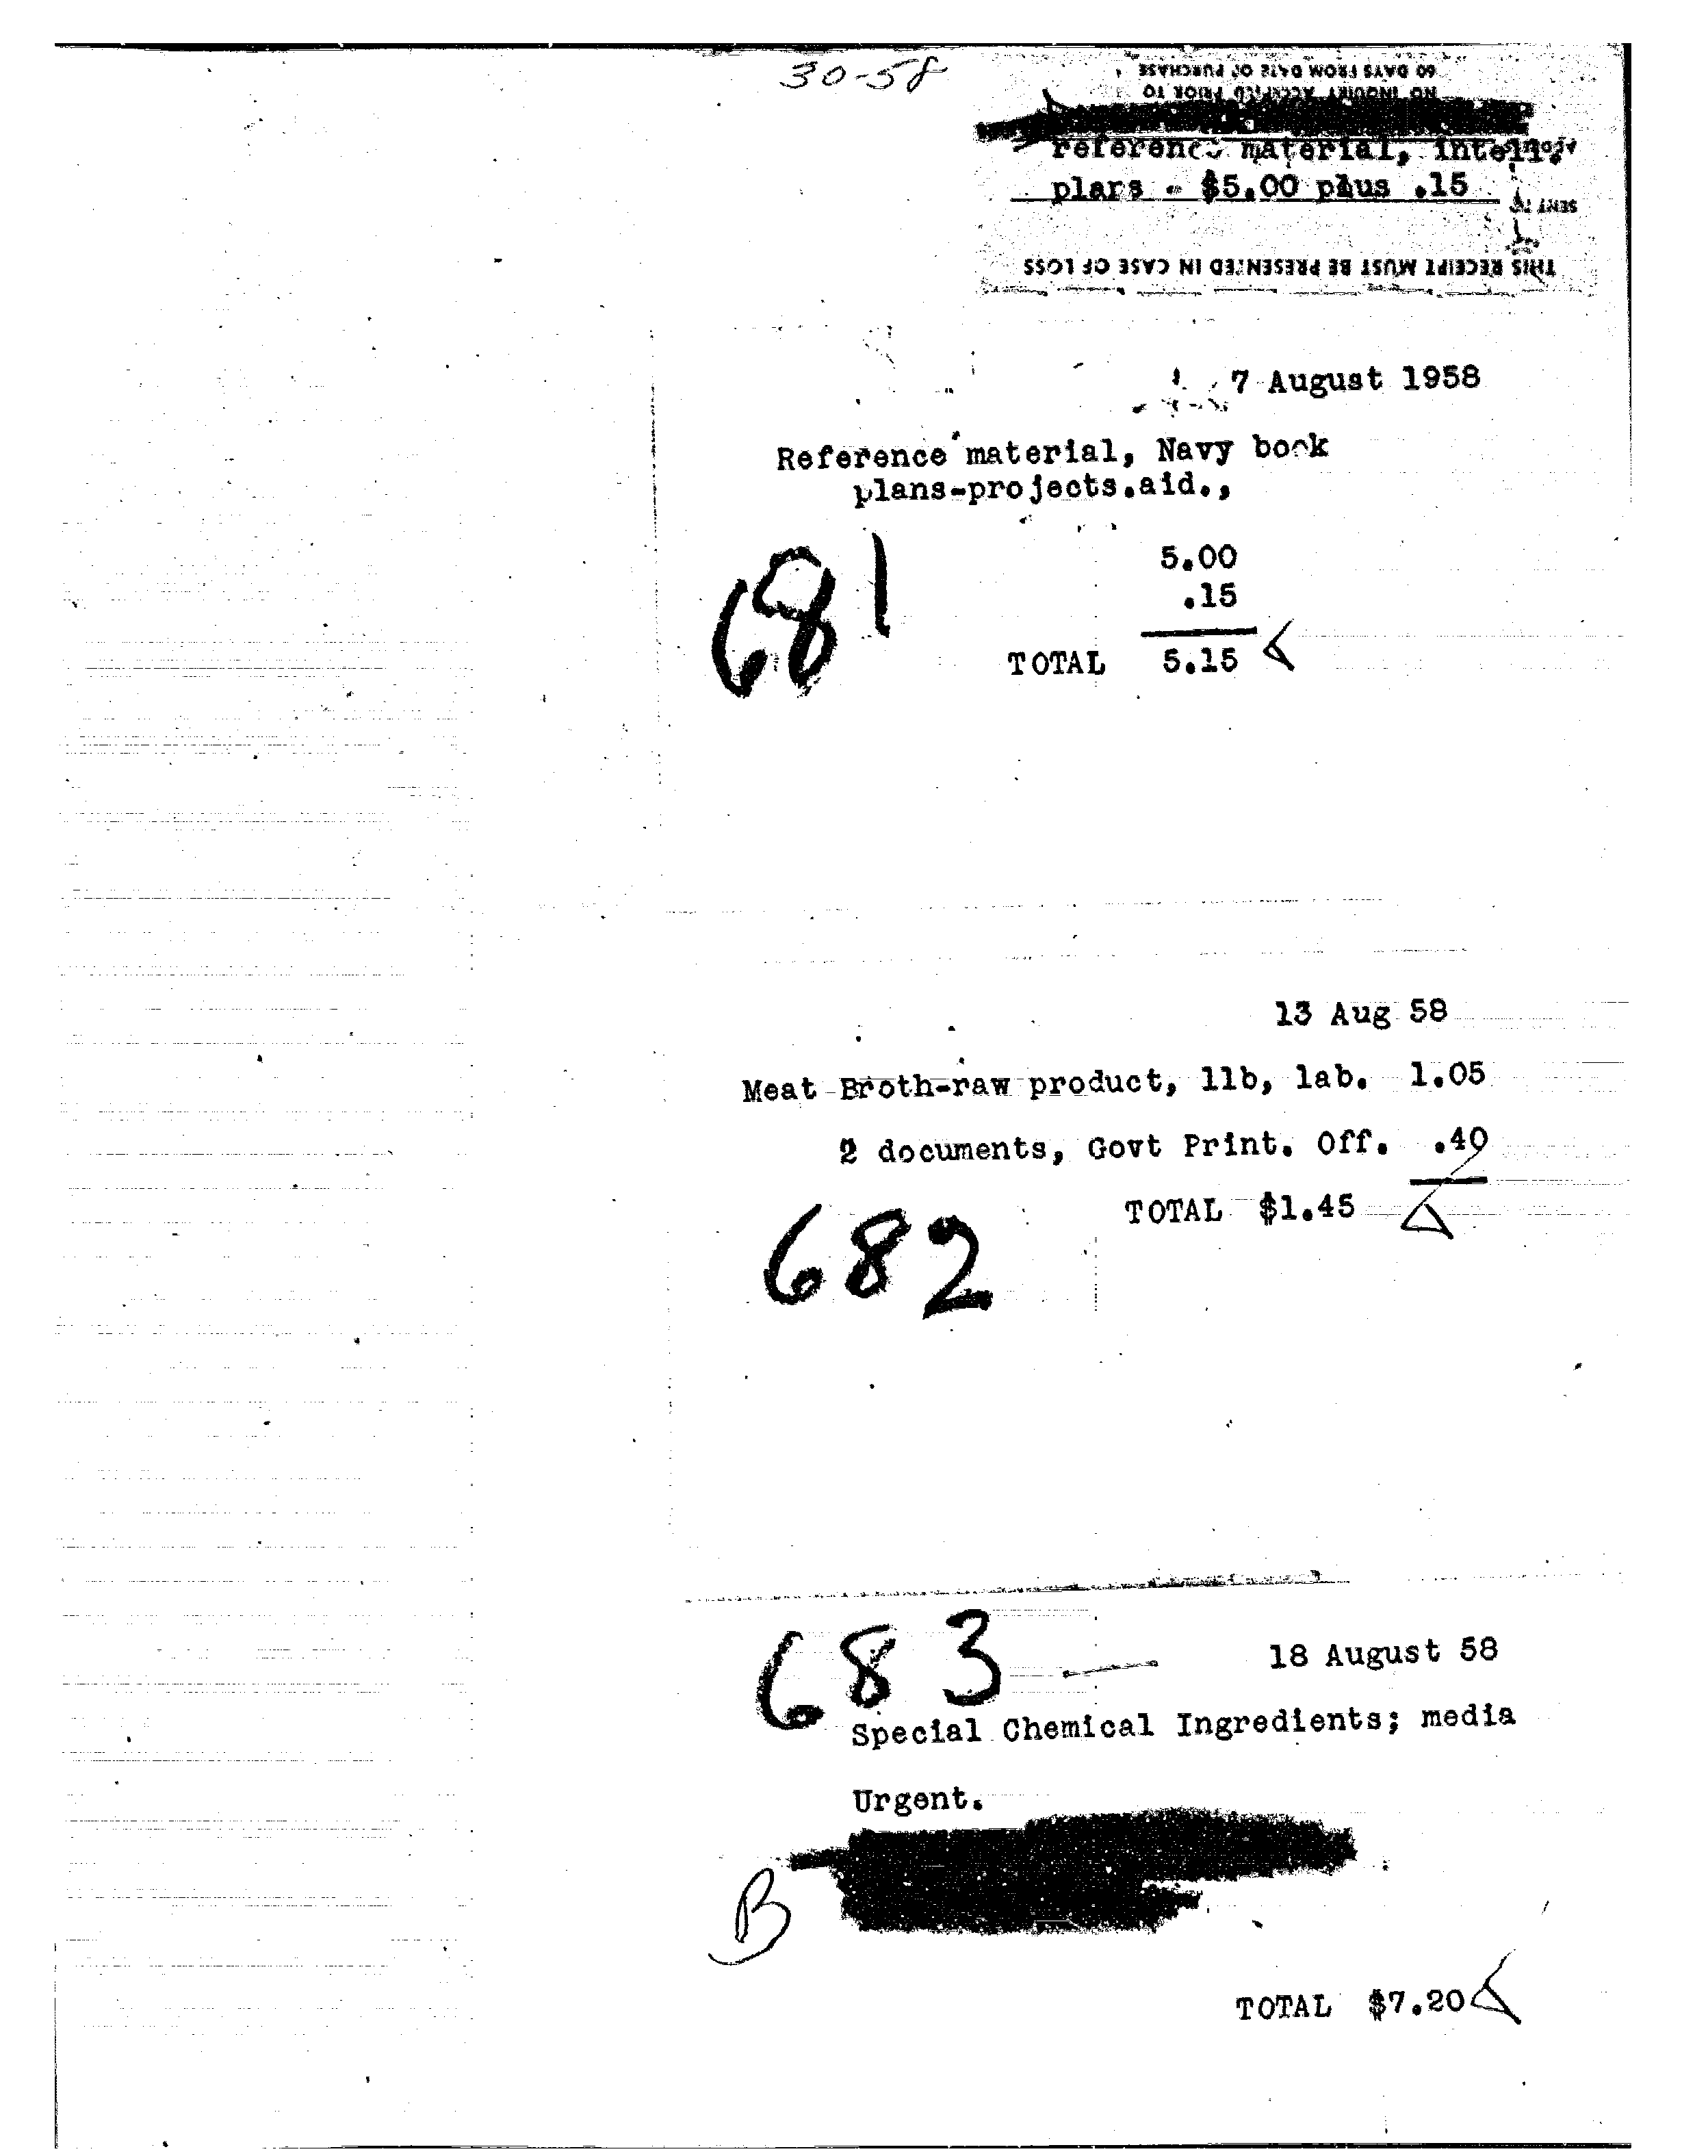 30-58
60 DAYS FROM DATE OF PURCHASE
NO INQUIRY ACCEPTED PRIOR TO
reference material, intell.
plans - $5.00 plus .15
SENT TO
THIS RECEIPT MUST BE PRESENTED IN CASE OF LOSS
7 August 1958
Reference material, Navy book
plans-projects.aid.,
681
5.00
.15
TOTAL 5.15
13 Aug 58
Meat Broth-raw product, 1lb, lab. 1.05
2 documents, Govt Print. Off. .40
TOTAL $1.45
682
683
18 August 58
Special Chemical Ingredients; media
Urgent.
B
TOTAL $7.20